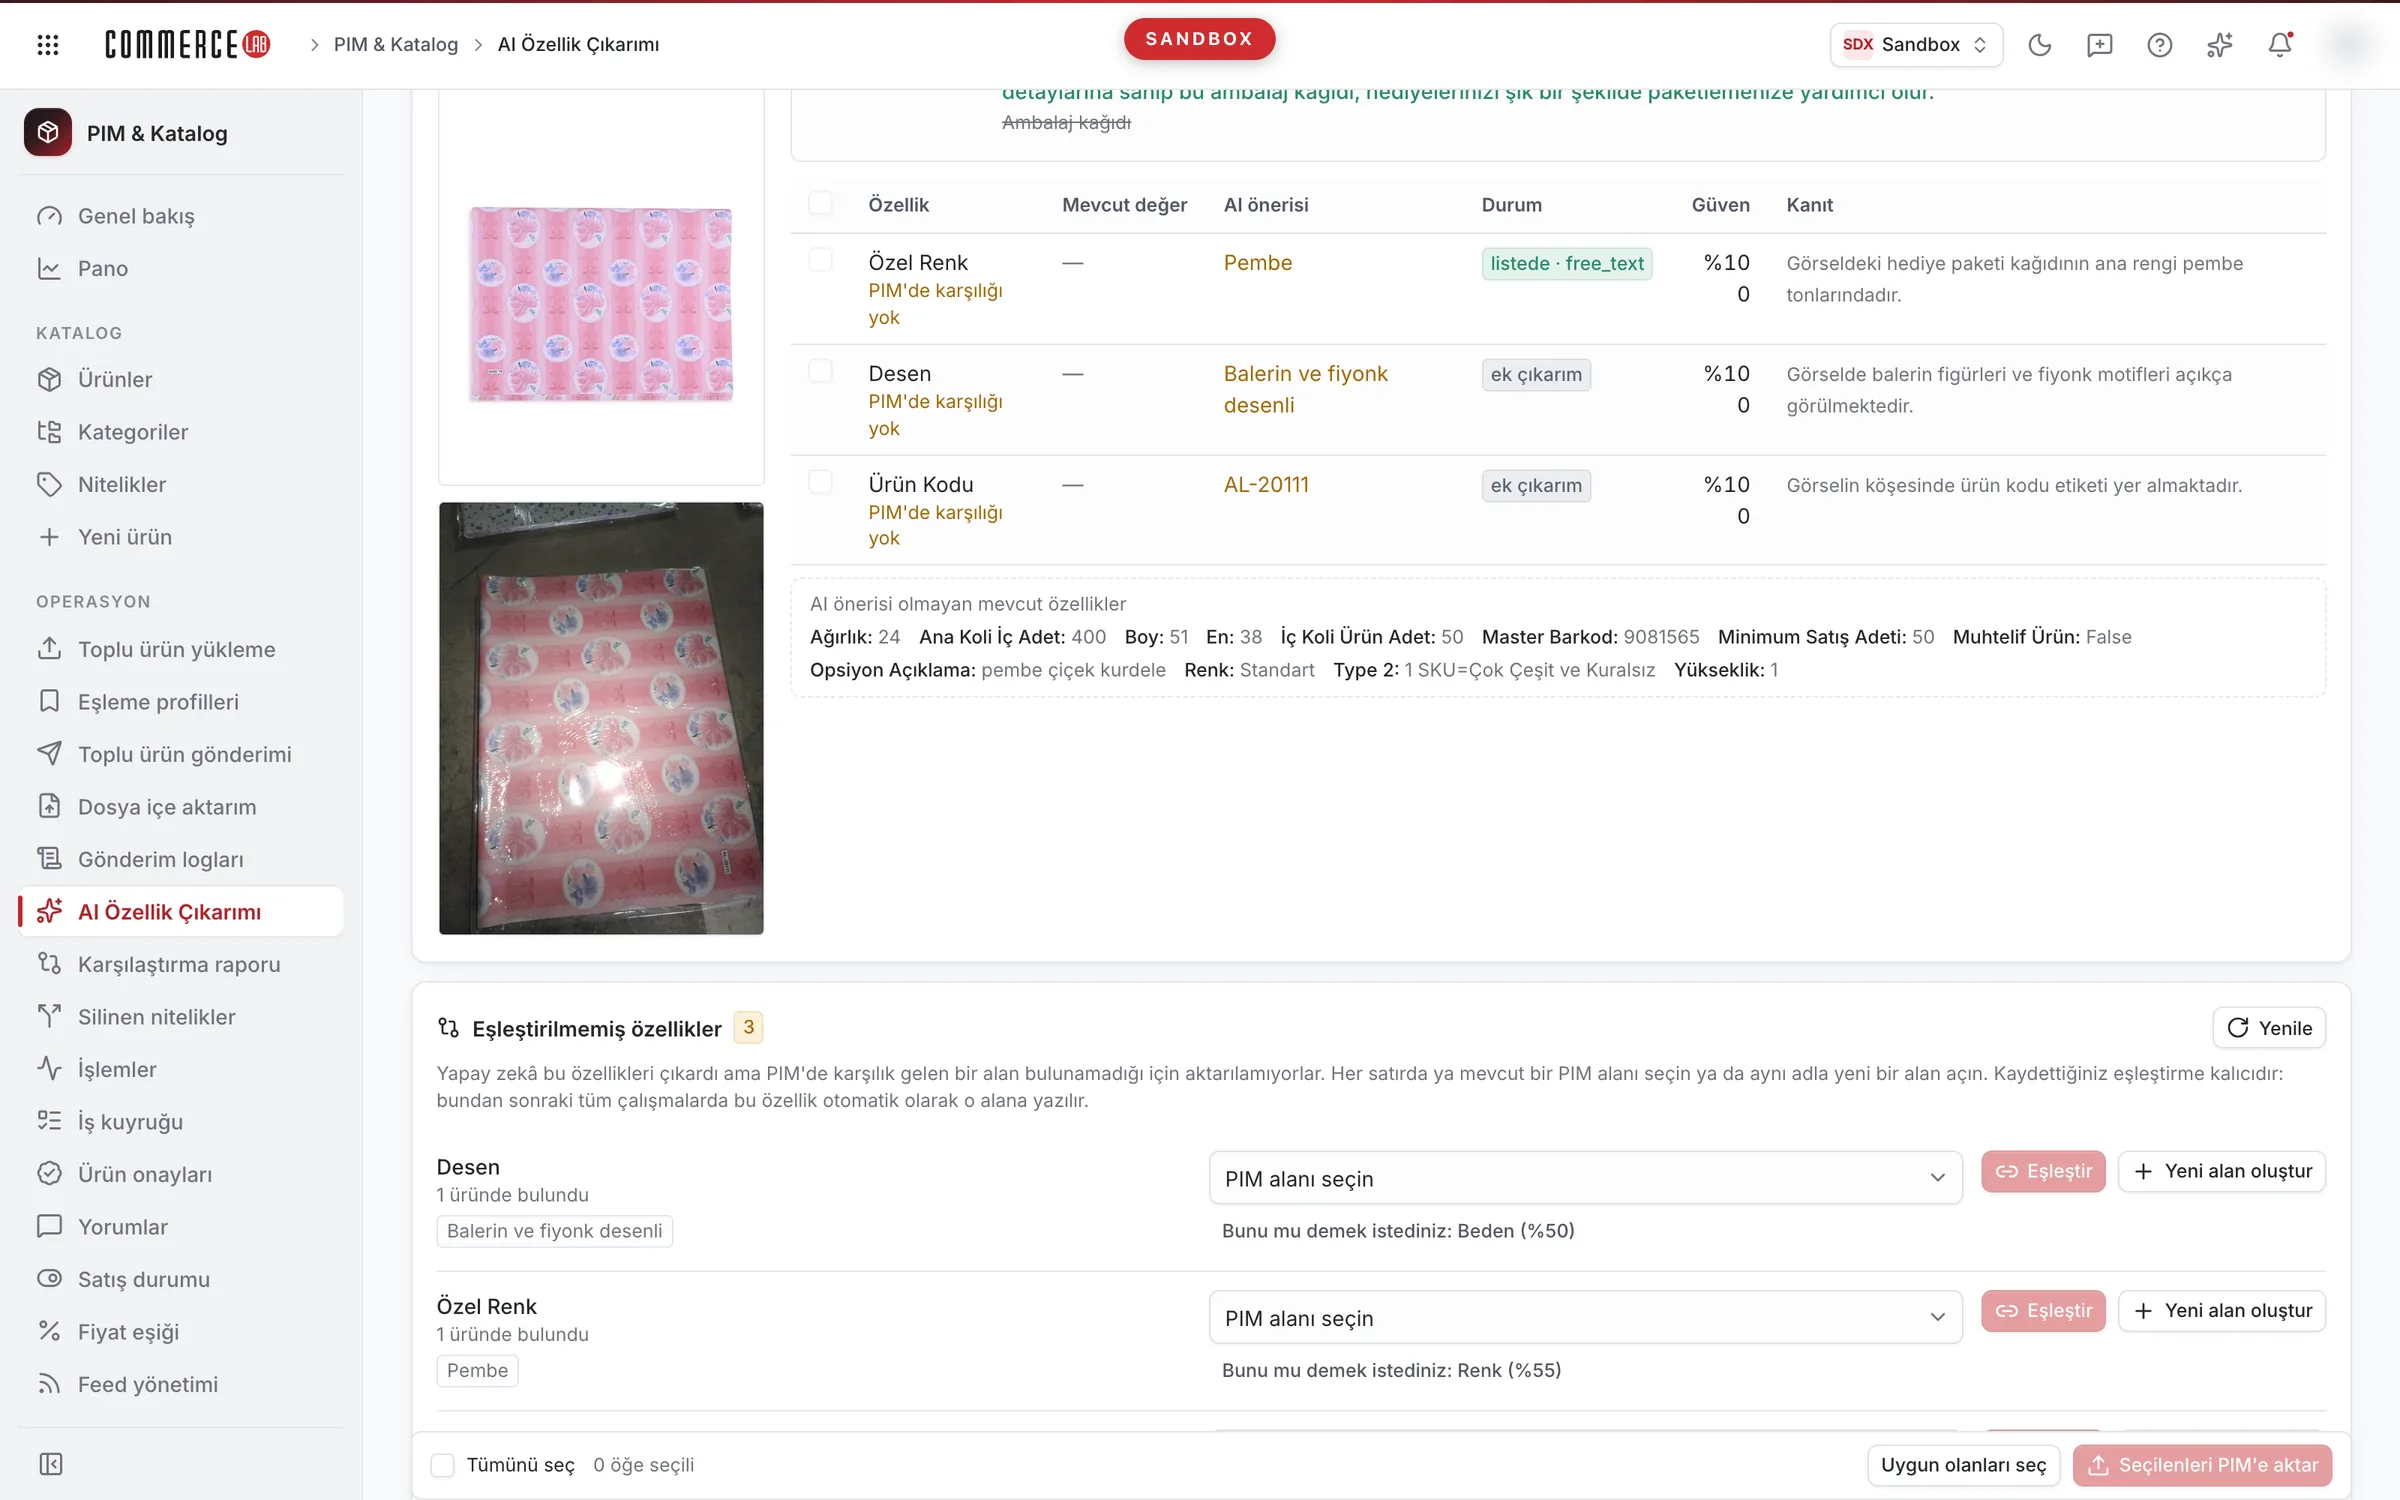 COMMERCE LAB
PIM & Katalog
AI Özellik Çıkarımı
SANDBOX
SDX Sandbox
PIM & Katalog
Genel bakış
Pano
KATALOG
Ürünler
Kategoriler
Nitelikler
Yeni ürün
OPERASYON
Toplu ürün yükleme
Eşleme profilleri
Toplu ürün gönderimi
Dosya içe aktarım
Gönderim logları
AI Özellik Çıkarımı
Karşılaştırma raporu
Silinen nitelikler
İşlemler
İş kuyruğu
Ürün onayları
Yorumlar
Satış durumu
Fiyat eşiği
Feed yönetimi
detaylarına sahip bu ambalaj kağıdı, hediyelerinizi şık bir şekilde paketlemenize yardımcı olur.
Ambalaj kağıdı
Özellik Mevcut değer AI önerisi Durum Güven Kanıt
Özel Renk — Pembe listede · free_text %10 Görseldeki hediye paketi kağıdının ana rengi pembe
PIM'de karşılığı 0 tonlarındadır.
yok
Desen — Balerin ve fiyonk ek çıkarım %10 Görselde balerin figürleri ve fiyonk motifleri açıkça
PIM'de karşılığı desenli 0 görülmektedir.
yok
Ürün Kodu — AL-20111 ek çıkarım %10 Görselin köşesinde ürün kodu etiketi yer almaktadır.
PIM'de karşılığı 0
yok
AI önerisi olmayan mevcut özellikler
Ağırlık: 24 Ana Koli İç Adet: 400 Boy: 51 En: 38 İç Koli Ürün Adet: 50 Master Barkod: 9081565 Minimum Satış Adeti: 50 Muhtelif Ürün: False
Opsiyon Açıklama: pembe çiçek kurdele Renk: Standart Type 2: 1 SKU=Çok Çeşit ve Kuralsız Yükseklik: 1
Eşleştirilmemiş özellikler 3
Yenile
Yapay zekâ bu özellikleri çıkardı ama PIM'de karşılık gelen bir alan bulunamadığı için aktarılamıyorlar. Her satırda ya mevcut bir PIM alanı seçin ya da aynı adla yeni bir alan açın. Kaydettiğiniz eşleştirme kalıcıdır:
bundan sonraki tüm çalışmalarda bu özellik otomatik olarak o alana yazılır.
Desen
1 üründe bulundu
Balerin ve fiyonk desenli
PIM alanı seçin
Eşleştir
Yeni alan oluştur
Bunu mu demek istediniz: Beden (%50)
Özel Renk
1 üründe bulundu
Pembe
PIM alanı seçin
Eşleştir
Yeni alan oluştur
Bunu mu demek istediniz: Renk (%55)
Tümünü seç 0 öğe seçili
Uygun olanları seç
Seçilenleri PIM'e aktar